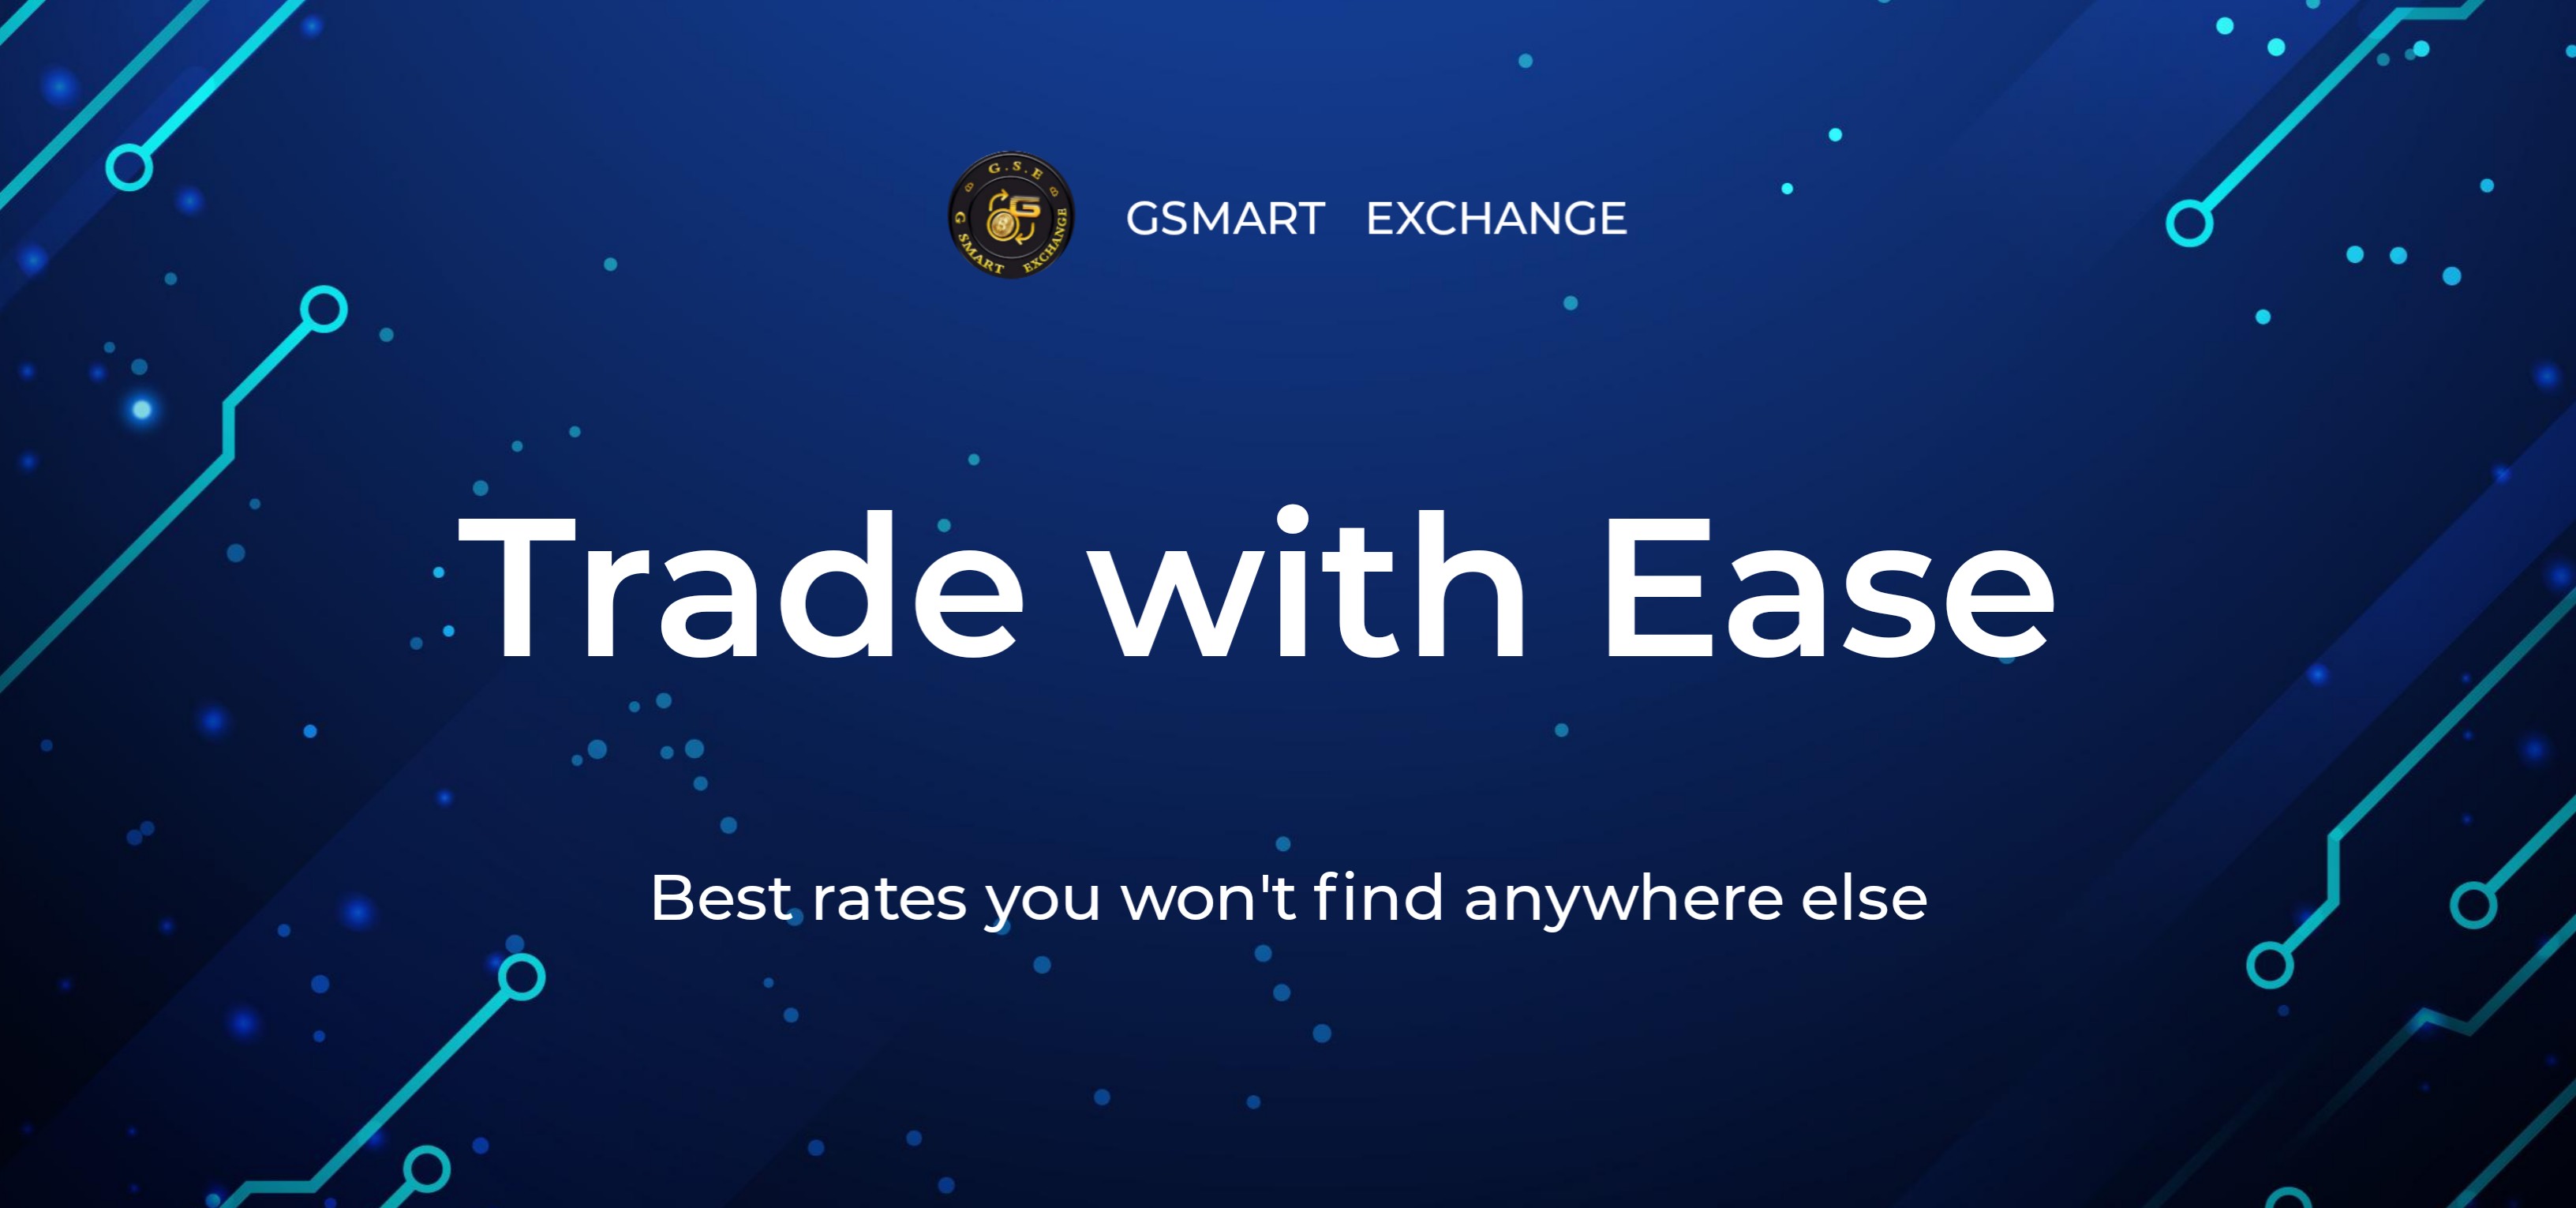 G.S.E
G SMART EXCHANGE
GSMART EXCHANGE
Trade with Ease
Best rates you won't find anywhere else